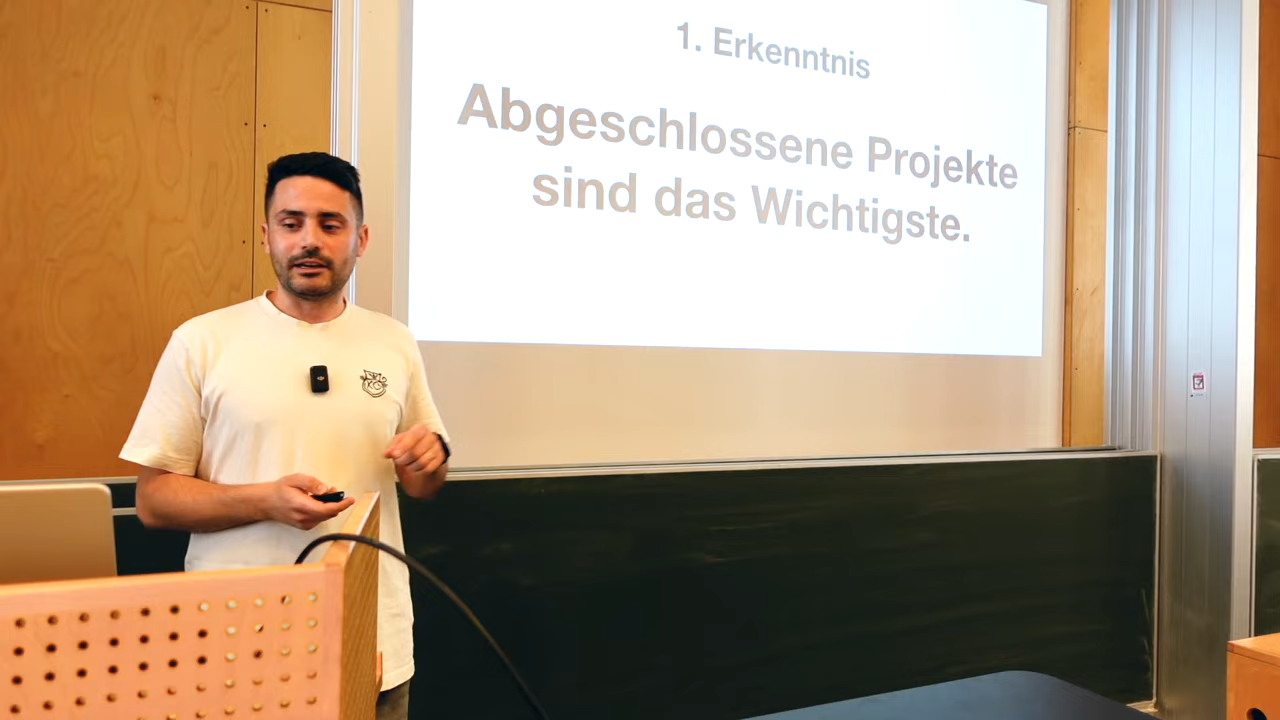 1. Erkenntnis
Abgeschlossene Projekte
sind das Wichtigste.